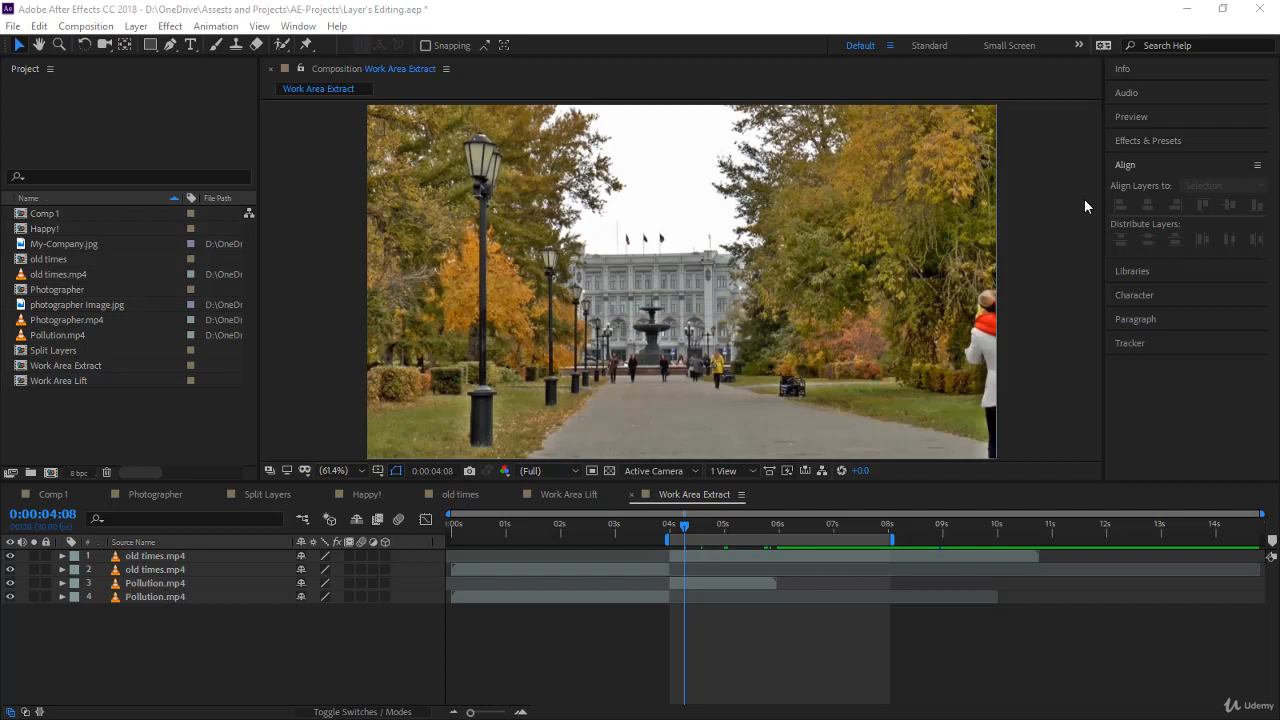 Ae Adobe After Effects CC 2018 - D:\OneDrive\Assests and Projects\AE-Projects\Layer's Editing.aep *
File Edit Composition Layer Effect Animation View Window Help
Snapping Default Standard Small Screen Search Help
Project
Composition Work Area Extract
Work Area Extract
Name File Path
Comp 1
Happy!
My-Company.jpg D:\OneDri
old times
old times.mp4 D:\OneDri
Photographer
photographer Image.jpg D:\OneDri
Photographer.mp4 D:\OneDri
Pollution.mp4 D:\OneDri
Split Layers
Work Area Extract
Work Area Lift
8 bpc
(61.4%) 0:00:04:08 (Full) Active Camera 1 View +0.0
Info
Audio
Preview
Effects & Presets
Align
Align Layers to: Selection
Distribute Layers:
Libraries
Character
Paragraph
Tracker
Comp 1 Photographer Split Layers Happy! old times Work Area Lift Work Area Extract
0:00:04:08
00128 (30.00 fps)
:00s 01s 02s 03s 04s 05s 06s 07s 08s 09s 10s 11s 12s 13s 14s
# Source Name
1 old times.mp4
2 old times.mp4
3 Pollution.mp4
4 Pollution.mp4
Toggle Switches / Modes
Udemy